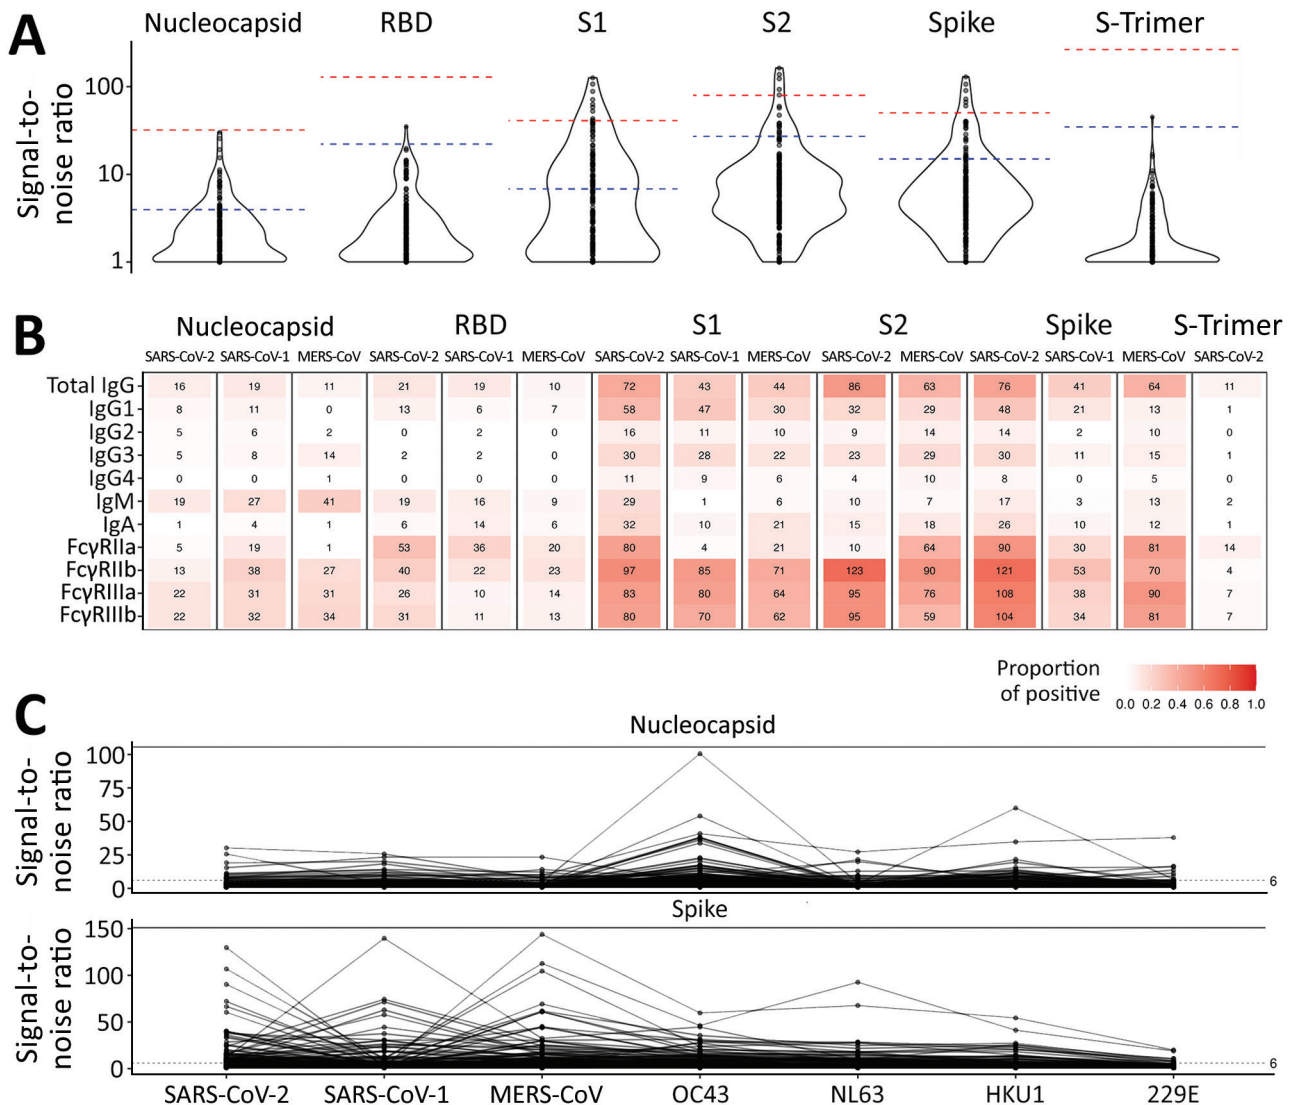 A
Nucleocapsid RBD S1 S2 Spike S-Trimer
Signal-to-
noise ratio
100
10
1
B
Nucleocapsid RBD S1 S2 Spike S-Trimer
SARS-CoV-2 SARS-CoV-1 MERS-CoV SARS-CoV-2 SARS-CoV-1 MERS-CoV SARS-CoV-2 SARS-CoV-1 MERS-CoV SARS-CoV-2 MERS-CoV SARS-CoV-2 SARS-CoV-1 MERS-CoV SARS-CoV-2
Total IgG 16 19 11 21 19 10 72 43 44 86 63 76 41 64 11
IgG1 8 11 0 13 6 7 58 47 30 32 29 48 21 13 1
IgG2 5 6 2 0 2 0 16 11 10 9 14 14 2 10 0
IgG3 5 8 14 2 2 0 30 28 22 23 29 30 11 15 1
IgG4 0 0 1 0 0 0 11 9 6 4 10 8 0 5 0
IgM 19 27 41 19 16 9 29 1 6 10 7 17 3 13 2
IgA 1 4 1 6 14 6 32 10 21 15 18 26 10 12 1
FcγRIIa 5 19 1 53 36 20 80 4 21 10 64 90 30 81 14
FcγRIIb 13 38 27 40 22 23 97 85 71 123 90 121 53 70 4
FcγRIIIa 22 31 31 26 10 14 83 80 64 95 76 108 38 90 7
FcγRIIIb 22 32 34 31 11 13 80 70 62 95 59 104 34 81 7
Proportion
of positive
0.0 0.2 0.4 0.6 0.8 1.0
C
Nucleocapsid
Signal-to-
noise ratio
100
75
50
25
0
6
Spike
Signal-to-
noise ratio
150
100
50
0
6
SARS-CoV-2 SARS-CoV-1 MERS-CoV OC43 NL63 HKU1 229E